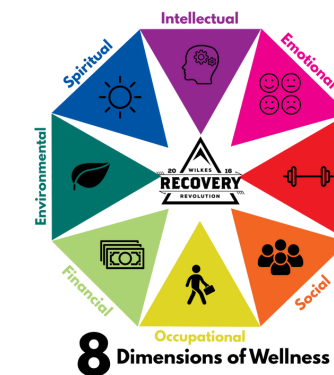 Intellectual
Spiritual
Emotional
Environmental
20 WILKES 16
RECOVERY
REVOLUTION
Financial
Social
Occupational
8 Dimensions of Wellness